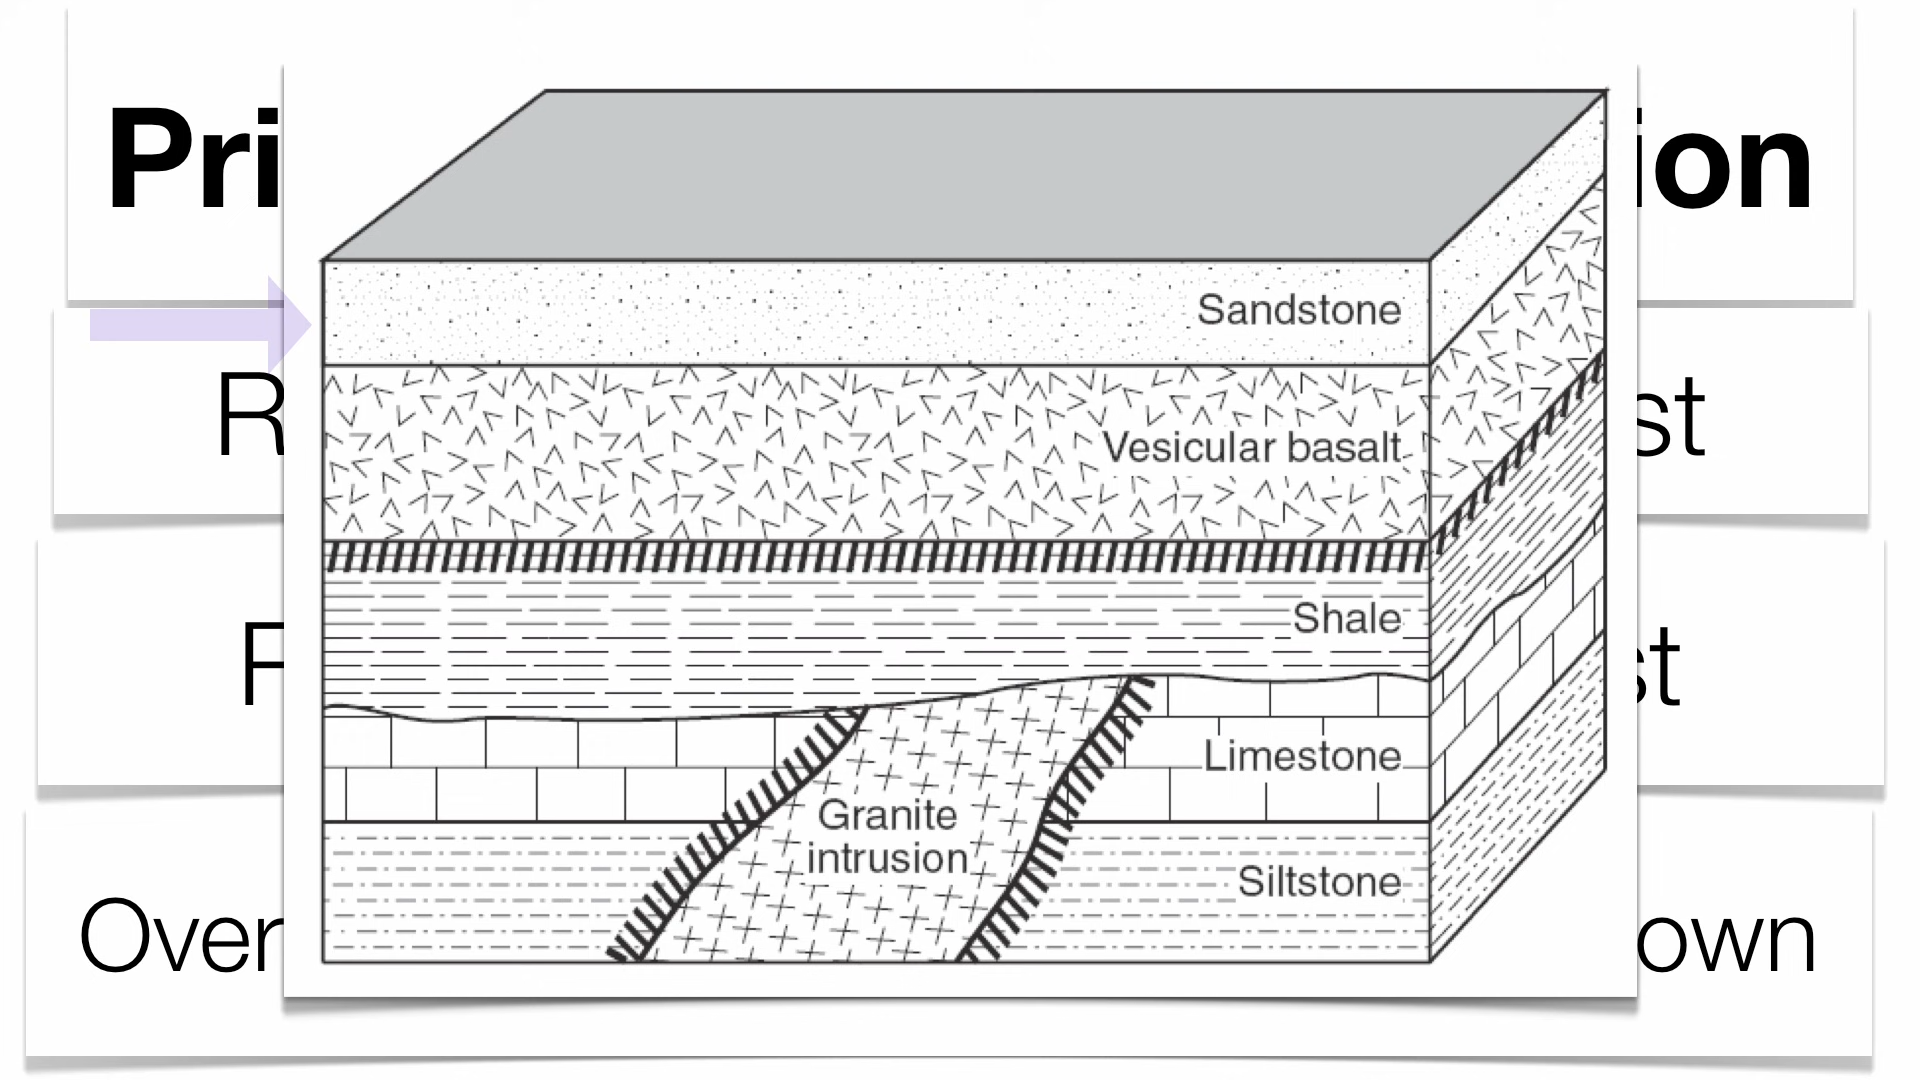 Pri
ion
Sandstone
R
st
Vesicular basalt
Shale
st
Limestone
Granite
intrusion
Siltstone
Over
own